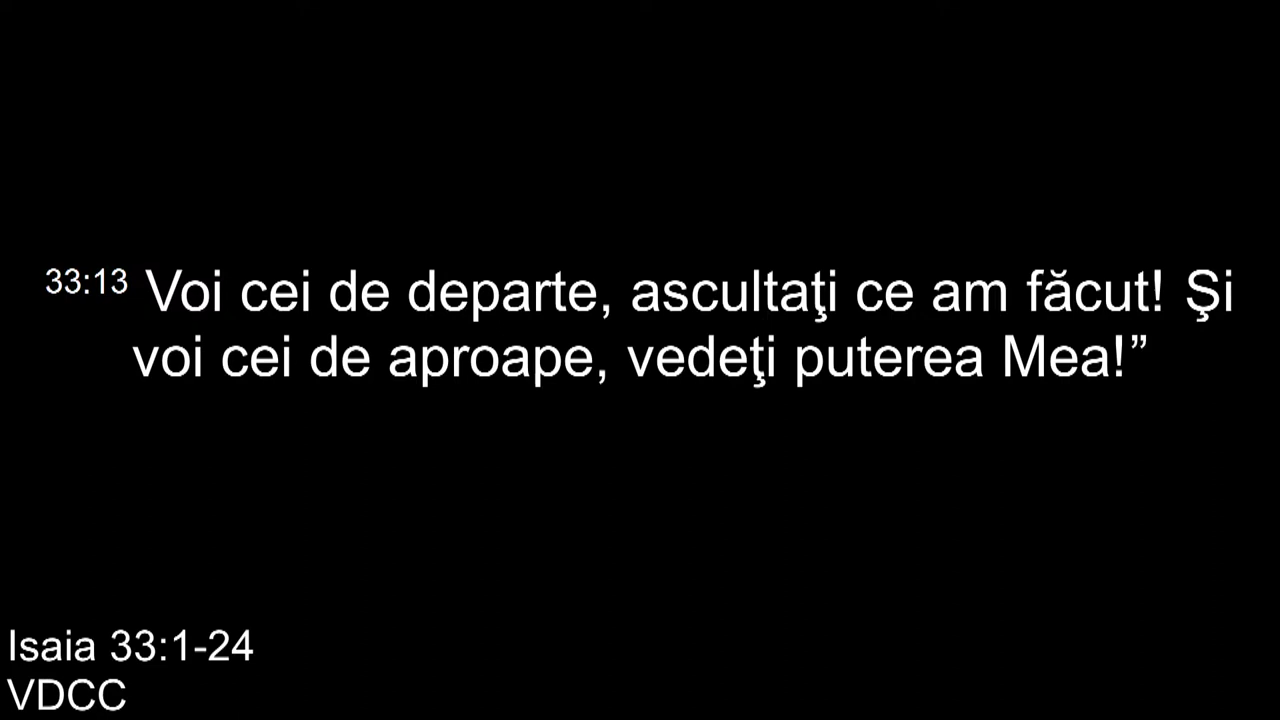 33:13 Voi cei de departe, ascultaţi ce am făcut! Şi
voi cei de aproape, vedeţi puterea Mea!”
Isaia 33:1-24
VDCC